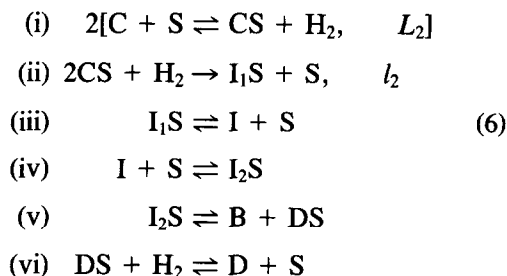 (i) 2[C + S ⇌ CS + H₂, L₂]
(ii) 2CS + H₂ → I₁S + S, l₂
(iii) I₁S ⇌ I + S (6)
(iv) I + S ⇌ I₂S
(v) I₂S ⇌ B + DS
(vi) DS + H₂ ⇌ D + S